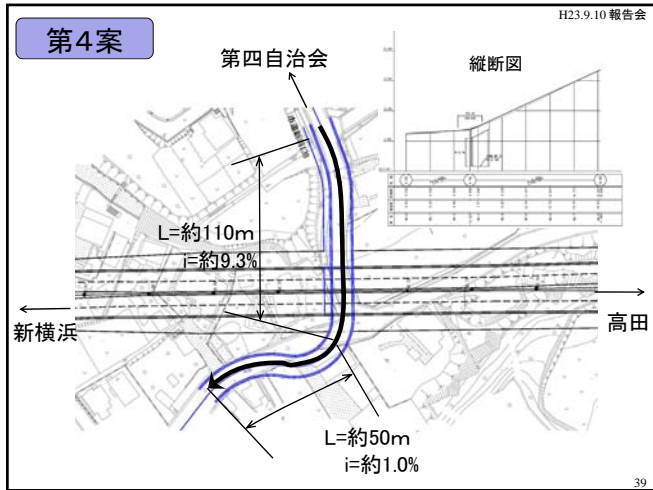 H23.9.10 報告会
第4案
第四自治会
縦断図
L=約110m
i=約9.3%
新横浜
高田
L=約50m
i=約1.0%
39